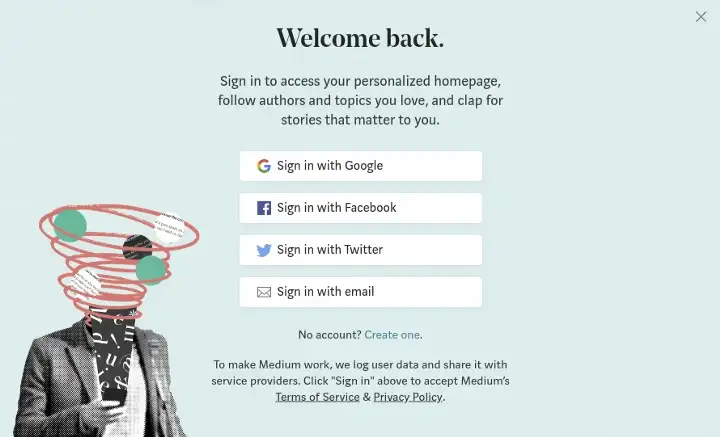 Welcome back.
Sign in to access your personalized homepage,
follow authors and topics you love, and clap for
stories that matter to you.
Sign in with Google
Sign in with Facebook
Sign in with Twitter
Sign in with email
No account? Create one.
To make Medium work, we log user data and share it with
service providers. Click "Sign in" above to accept Medium’s
Terms of Service & Privacy Policy.